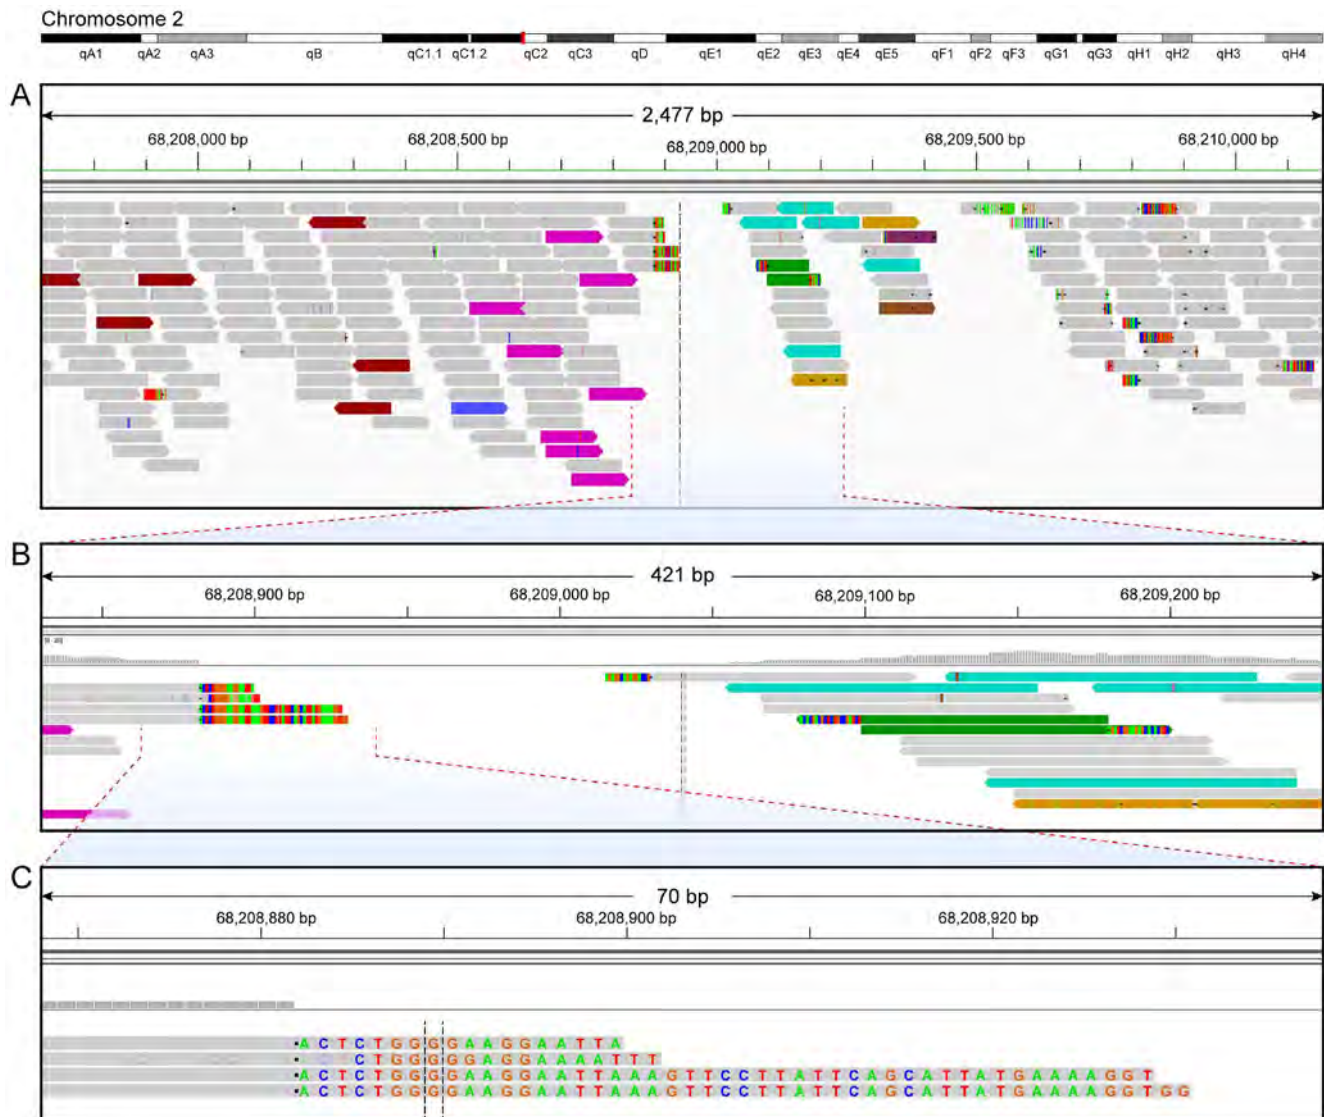 Chromosome 2
qA1 qA2 qA3 qB qC1.1 qC1.2 qC2 qC3 qD qE1 qE2 qE3 qE4 qE5 qF1 qF2 qF3 qG1 qG3 qH1 qH2 qH3 qH4
A
2,477 bp
68,208,000 bp 68,208,500 bp 68,209,000 bp 68,209,500 bp 68,210,000 bp
B
421 bp
68,208,900 bp 68,209,000 bp 68,209,100 bp 68,209,200 bp
C
70 bp
68,208,880 bp 68,208,900 bp 68,208,920 bp
ACTCTGGGGAAGGAATTA
CTGGGGGAGGAAAATTT
ACTCTGGGGAAGGAATTAAAGTTCCTTATTCAGCATTATGAAAAGGT
ACTCTGGGGAAGGAATTAAAGTTCCTTATTCAGCATTATGAAAAGGTGG